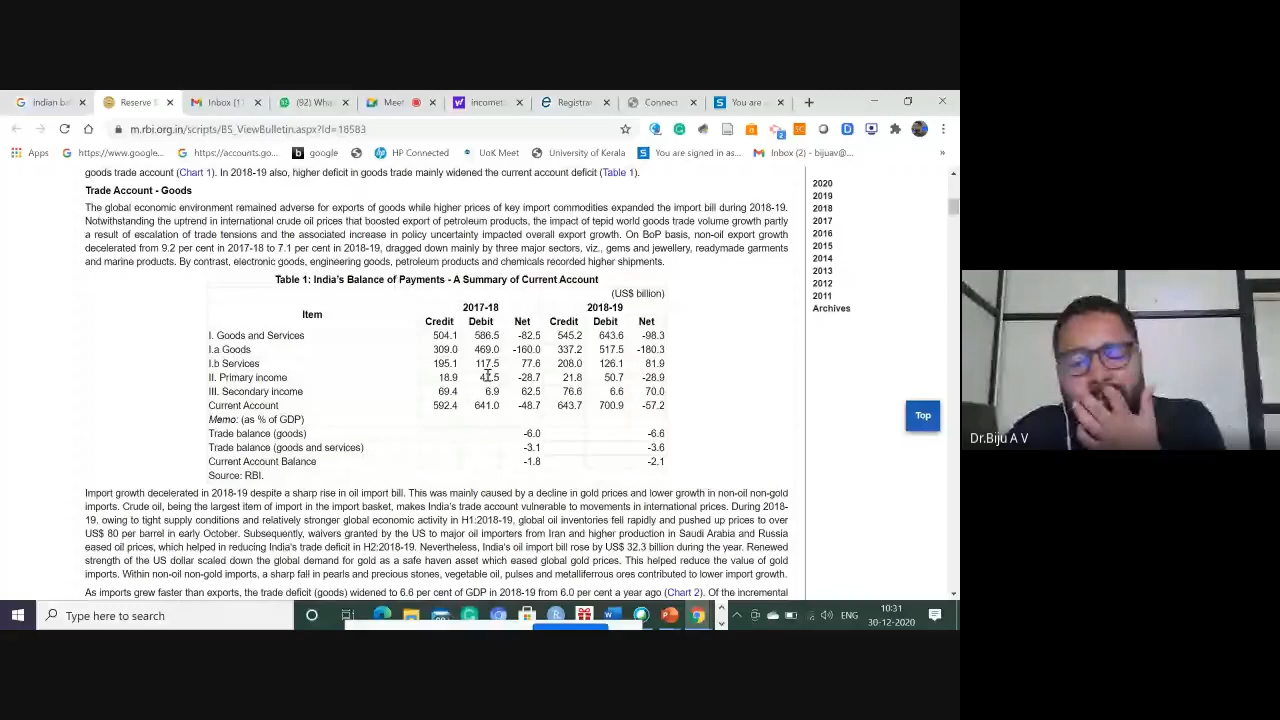 indian ba
Reserve
Inbox (1
(92) Wha
Meet
incomet
Registra
Connect
You are
m.rbi.org.in/scripts/BS_ViewBulletin.aspx?Id=18583
Apps
https://www.google...
https://accounts.go...
google
HP Connected
UoK Meet
University of Kerala
You are signed in as...
Inbox (2) - bijuav@...
»
goods trade account (Chart 1). In 2018-19 also, higher deficit in goods trade mainly widened the current account deficit (Table 1).
Trade Account - Goods
The global economic environment remained adverse for exports of goods while higher prices of key import commodities expanded the import bill during 2018-19.
Notwithstanding the uptrend in international crude oil prices that boosted export of petroleum products, the impact of tepid world goods trade volume growth partly
a result of escalation of trade tensions and the associated increase in policy uncertainty impacted overall export growth. On BoP basis, non-oil export growth
decelerated from 9.2 per cent in 2017-18 to 7.1 per cent in 2018-19, dragged down mainly by three major sectors, viz., gems and jewellery, readymade garments
and marine products. By contrast, electronic goods, engineering goods, petroleum products and chemicals recorded higher shipments.
Table 1: India's Balance of Payments - A Summary of Current Account
(US$ billion)
Item 2017-18 2018-19
Credit Debit Net Credit Debit Net
I. Goods and Services 504.1 586.5 -82.5 545.2 643.6 -98.3
I.a Goods 309.0 469.0 -160.0 337.2 517.5 -180.3
I.b Services 195.1 117.5 77.6 208.0 126.1 81.9
II. Primary income 18.9 -28.7 21.8 50.7 -28.9
III. Secondary income 69.4 6.9 62.5 76.6 6.6 70.0
Current Account 592.4 641.0 -48.7 643.7 700.9 -57.2
Memo: (as % of GDP)
Trade balance (goods) -6.0 -6.6
Trade balance (goods and services) -3.1 -3.6
Current Account Balance -1.8 -2.1
Source: RBI.
Import growth decelerated in 2018-19 despite a sharp rise in oil import bill. This was mainly caused by a decline in gold prices and lower growth in non-oil non-gold
imports. Crude oil, being the largest item of import in the import basket, makes India's trade account vulnerable to movements in international prices. During 2018-
19, owing to tight supply conditions and relatively stronger global economic activity in H1:2018-19, global oil inventories fell rapidly and pushed up prices to over
US$ 80 per barrel in early October. Subsequently, waivers granted by the US to major oil importers from Iran and higher production in Saudi Arabia and Russia
eased oil prices, which helped in reducing India's trade deficit in H2:2018-19. Nevertheless, India's oil import bill rose by US$ 32.3 billion during the year. Renewed
strength of the US dollar scaled down the global demand for gold as a safe haven asset which eased global gold prices. This helped reduce the value of gold
imports. Within non-oil non-gold imports, a sharp fall in pearls and precious stones, vegetable oil, pulses and metalliferrous ores contributed to lower import growth.
As imports grew faster than exports, the trade deficit (goods) widened to 6.6 per cent of GDP in 2018-19 from 6.0 per cent a year ago (Chart 2). Of the incremental
2020
2019
2018
2017
2016
2015
2014
2013
2012
2011
Archives
Top
Dr.Biju A V
Type here to search
ENG
10:31
30-12-2020